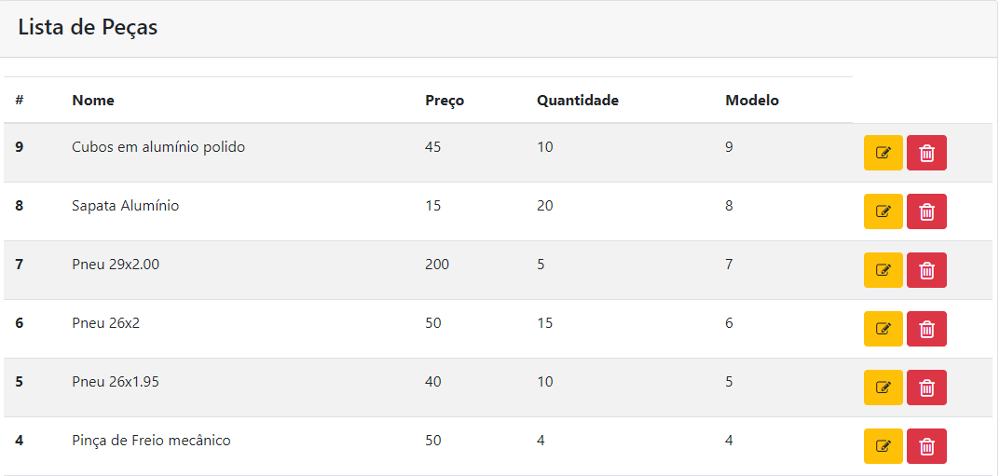 Lista de Peças
# Nome Preço Quantidade Modelo
9 Cubos em alumínio polido 45 10 9
8 Sapata Alumínio 15 20 8
7 Pneu 29x2.00 200 5 7
6 Pneu 26x2 50 15 6
5 Pneu 26x1.95 40 10 5
4 Pinça de Freio mecânico 50 4 4